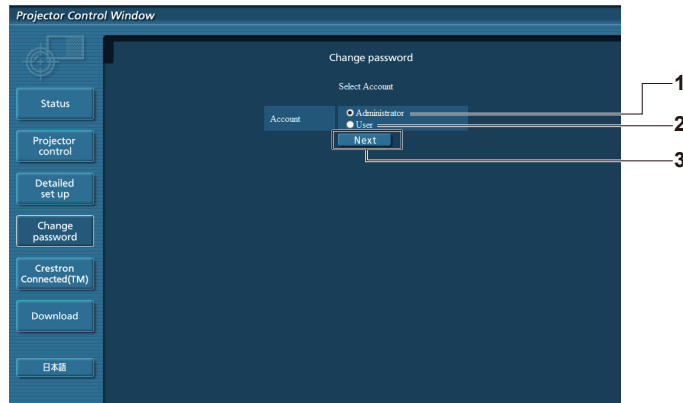 Projector Control Window
Change password
Select Account
Account
Administrator
User
Next
1
2
3
Status
Projector
control
Detailed
set up
Change
password
Crestron
Connected(TM)
Download
日本語